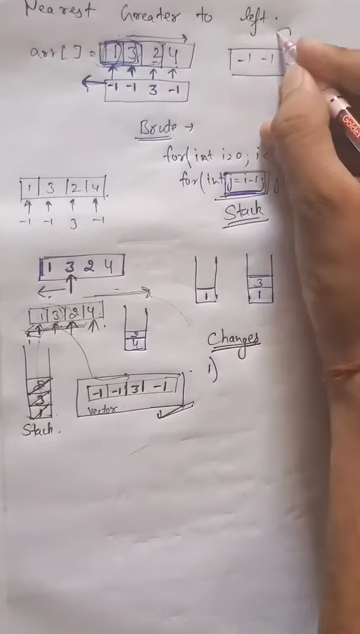 Nearest Greater to left.
arr[] = 1 3 2 4
-1 -1
-1 -1 3 -1
Brute →
for(int i=0; i<
for(int j=i-1; j
1 3 2 4
Stack
-1 -1 3 -1
1 3 2 4
1
3
1
1 3 2 4
2
4
Changes
1)
-1 -1 3 -1
vector
2
3
1
Stack.